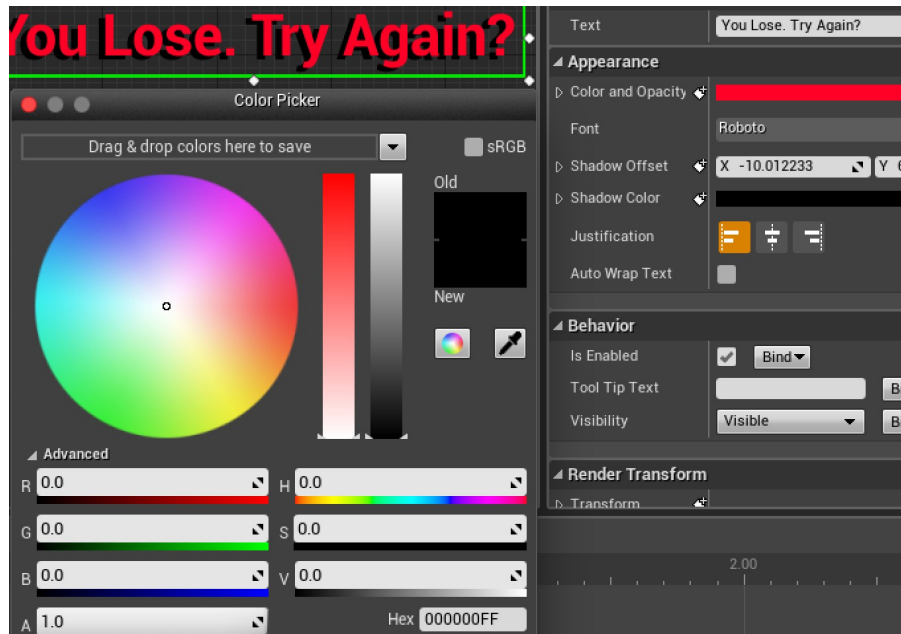 You Lose. Try Again?
Color Picker
Drag & drop colors here to save
sRGB
Old
New
Advanced
R 0.0
H 0.0
G 0.0
S 0.0
B 0.0
V 0.0
A 1.0
Hex 000000FF
Text You Lose. Try Again?
Appearance
Color and Opacity
Font Roboto
Shadow Offset X -10.012233 Y
Shadow Color
Justification
Auto Wrap Text
Behavior
Is Enabled Bind
Tool Tip Text B
Visibility Visible B
Render Transform
Transform
2.00